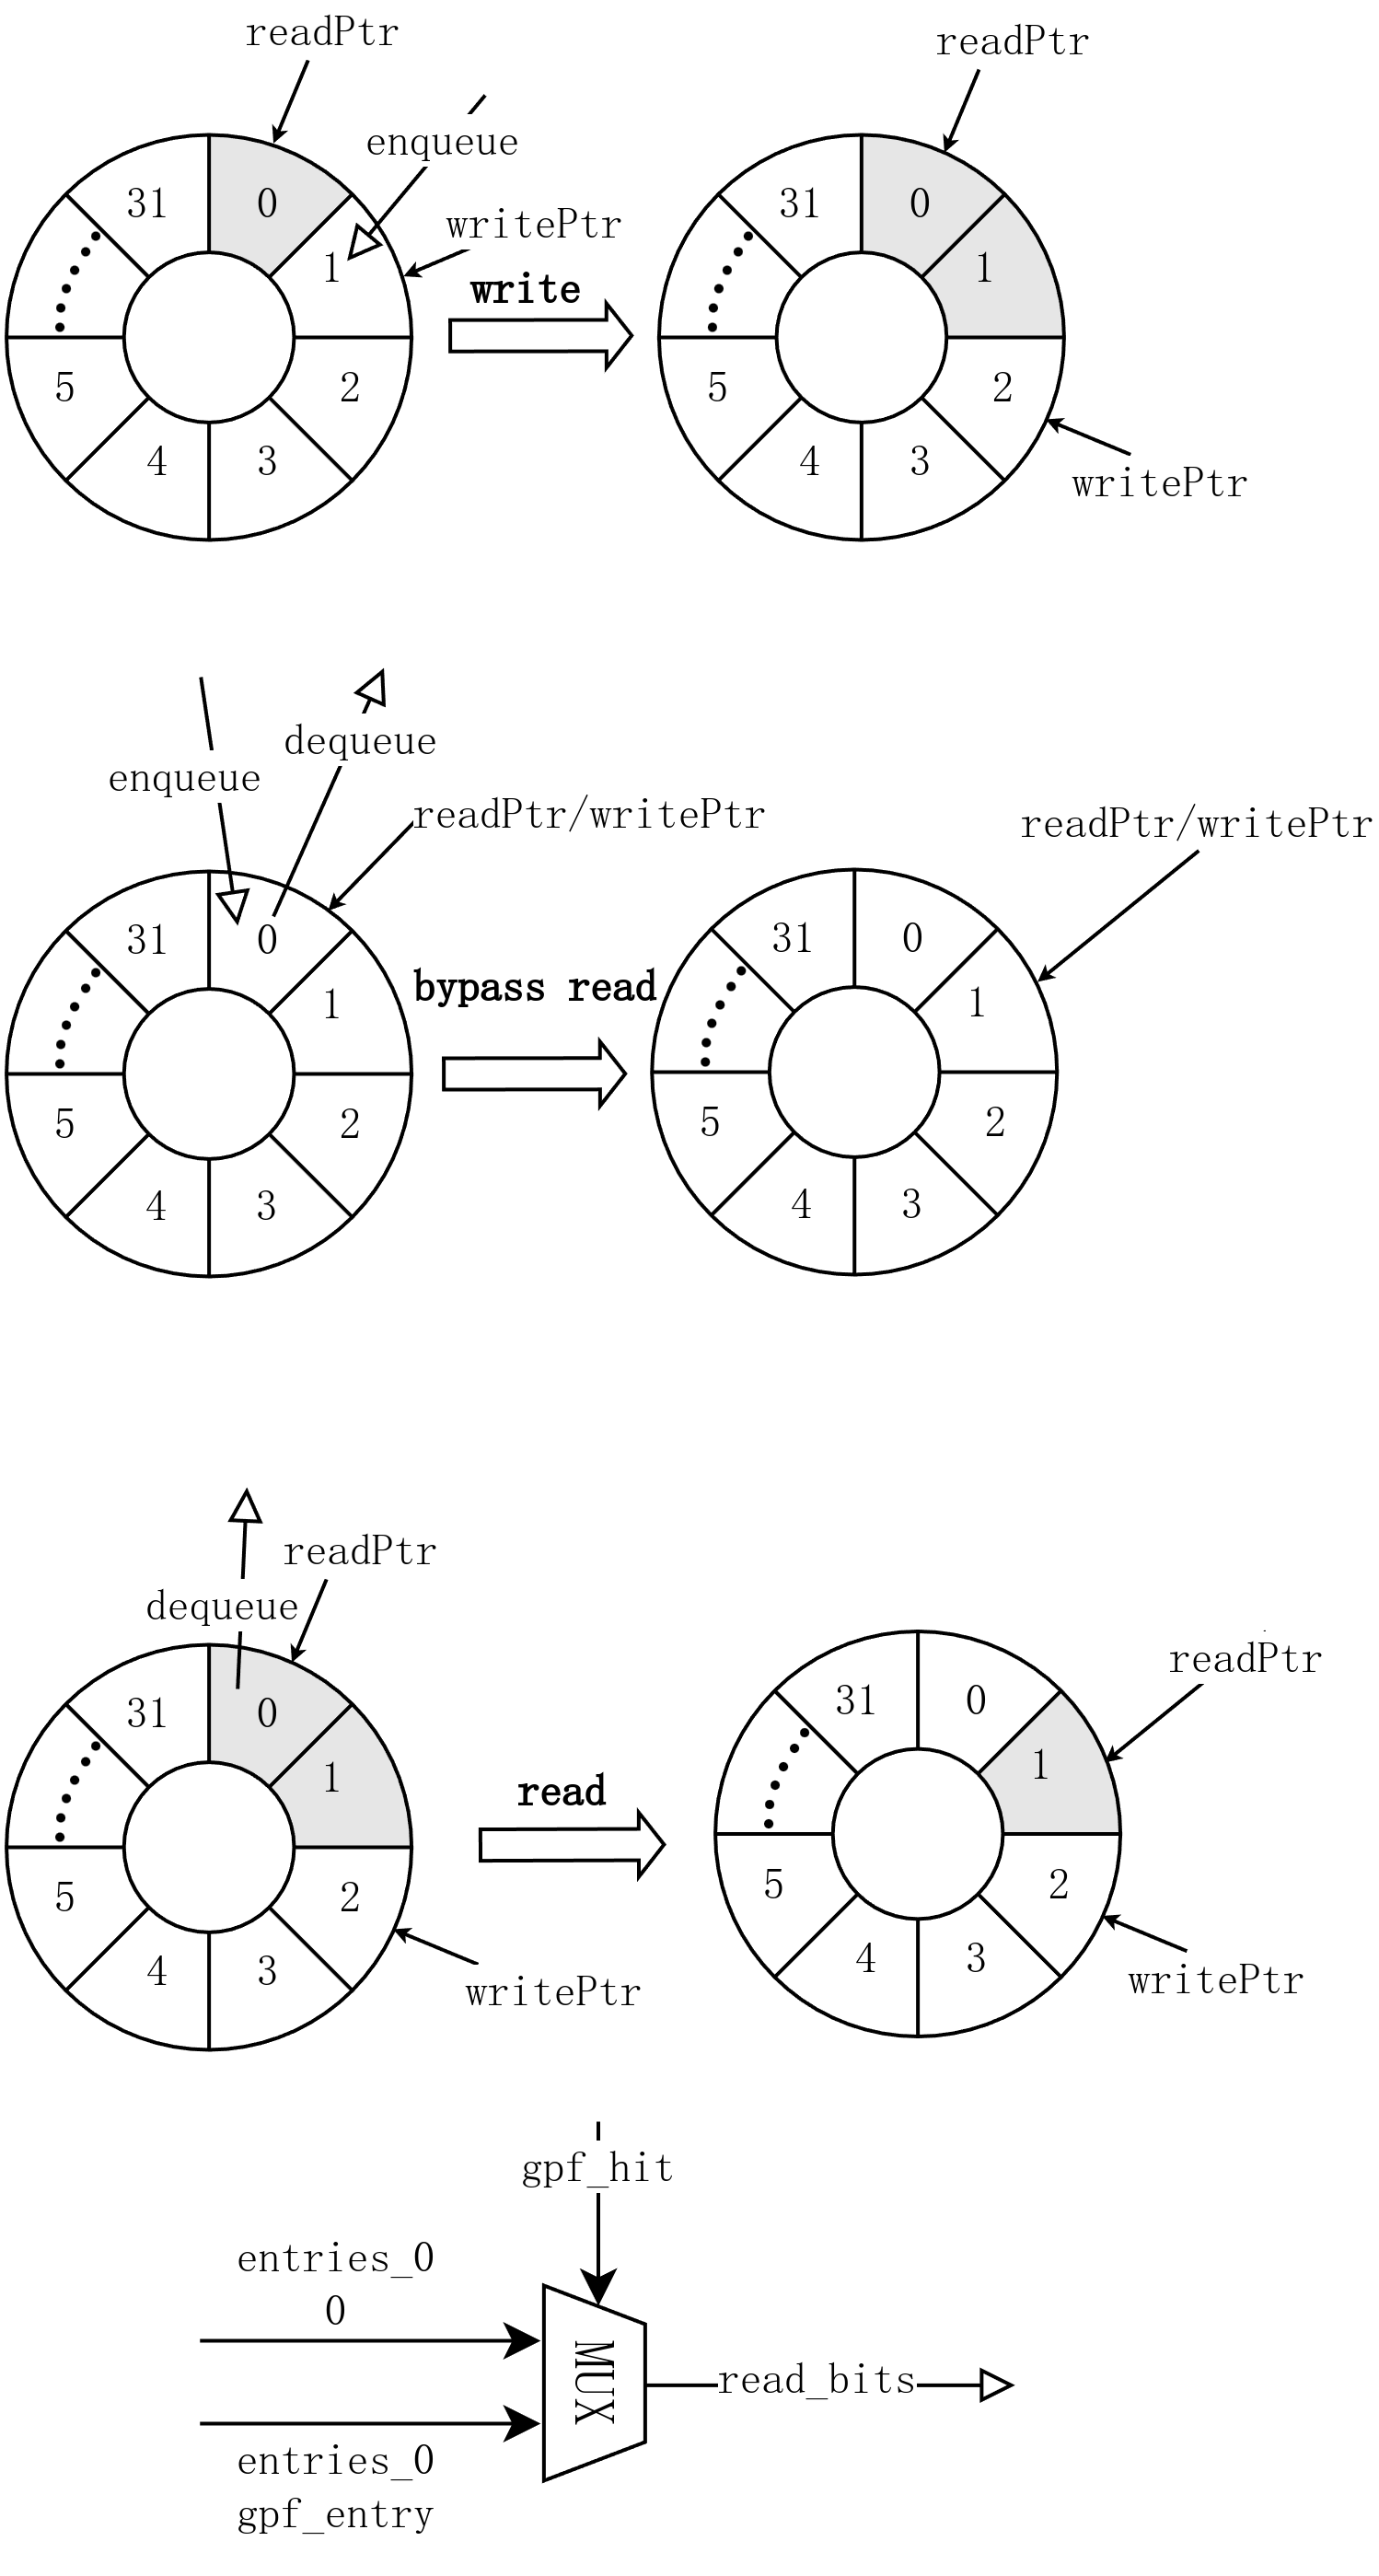 readPtr
readPtr
enqueue
31
0
writePtr
31
0
1
write
1
5
2
5
2
4
3
4
3
writePtr
dequeue
enqueue
readPtr/writePtr
readPtr/writePtr
31
0
31
0
1
bypass read
1
5
2
5
2
4
3
4
3
readPtr
dequeue
readPtr
31
0
31
0
1
read
1
5
2
5
2
4
3
4
3
writePtr
writePtr
gpf_hit
entries_0
0
MUX
read_bits
entries_0
gpf_entry